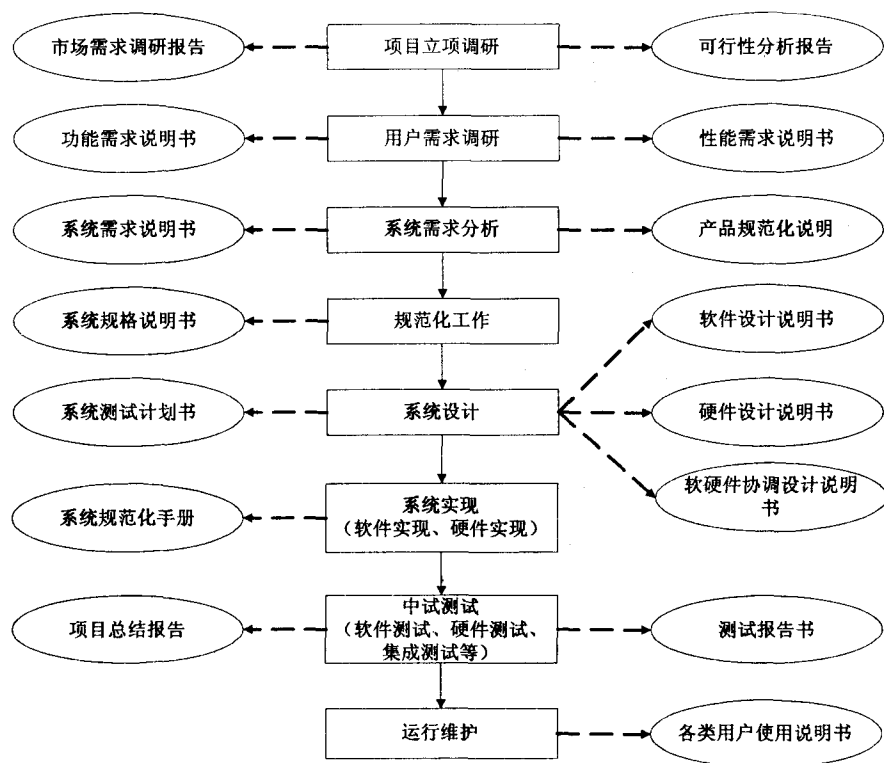 市场需求调研报告
项目立项调研
可行性分析报告
功能需求说明书
用户需求调研
性能需求说明书
系统需求说明书
系统需求分析
产品规范化说明
系统规格说明书
规范化工作
软件设计说明书
系统测试计划书
系统设计
硬件设计说明书
软硬件协调设计说明
书
系统规范化手册
系统实现
（软件实现、硬件实现）
项目总结报告
中试测试
（软件测试、硬件测试、
集成测试等）
测试报告书
运行维护
各类用户使用说明书